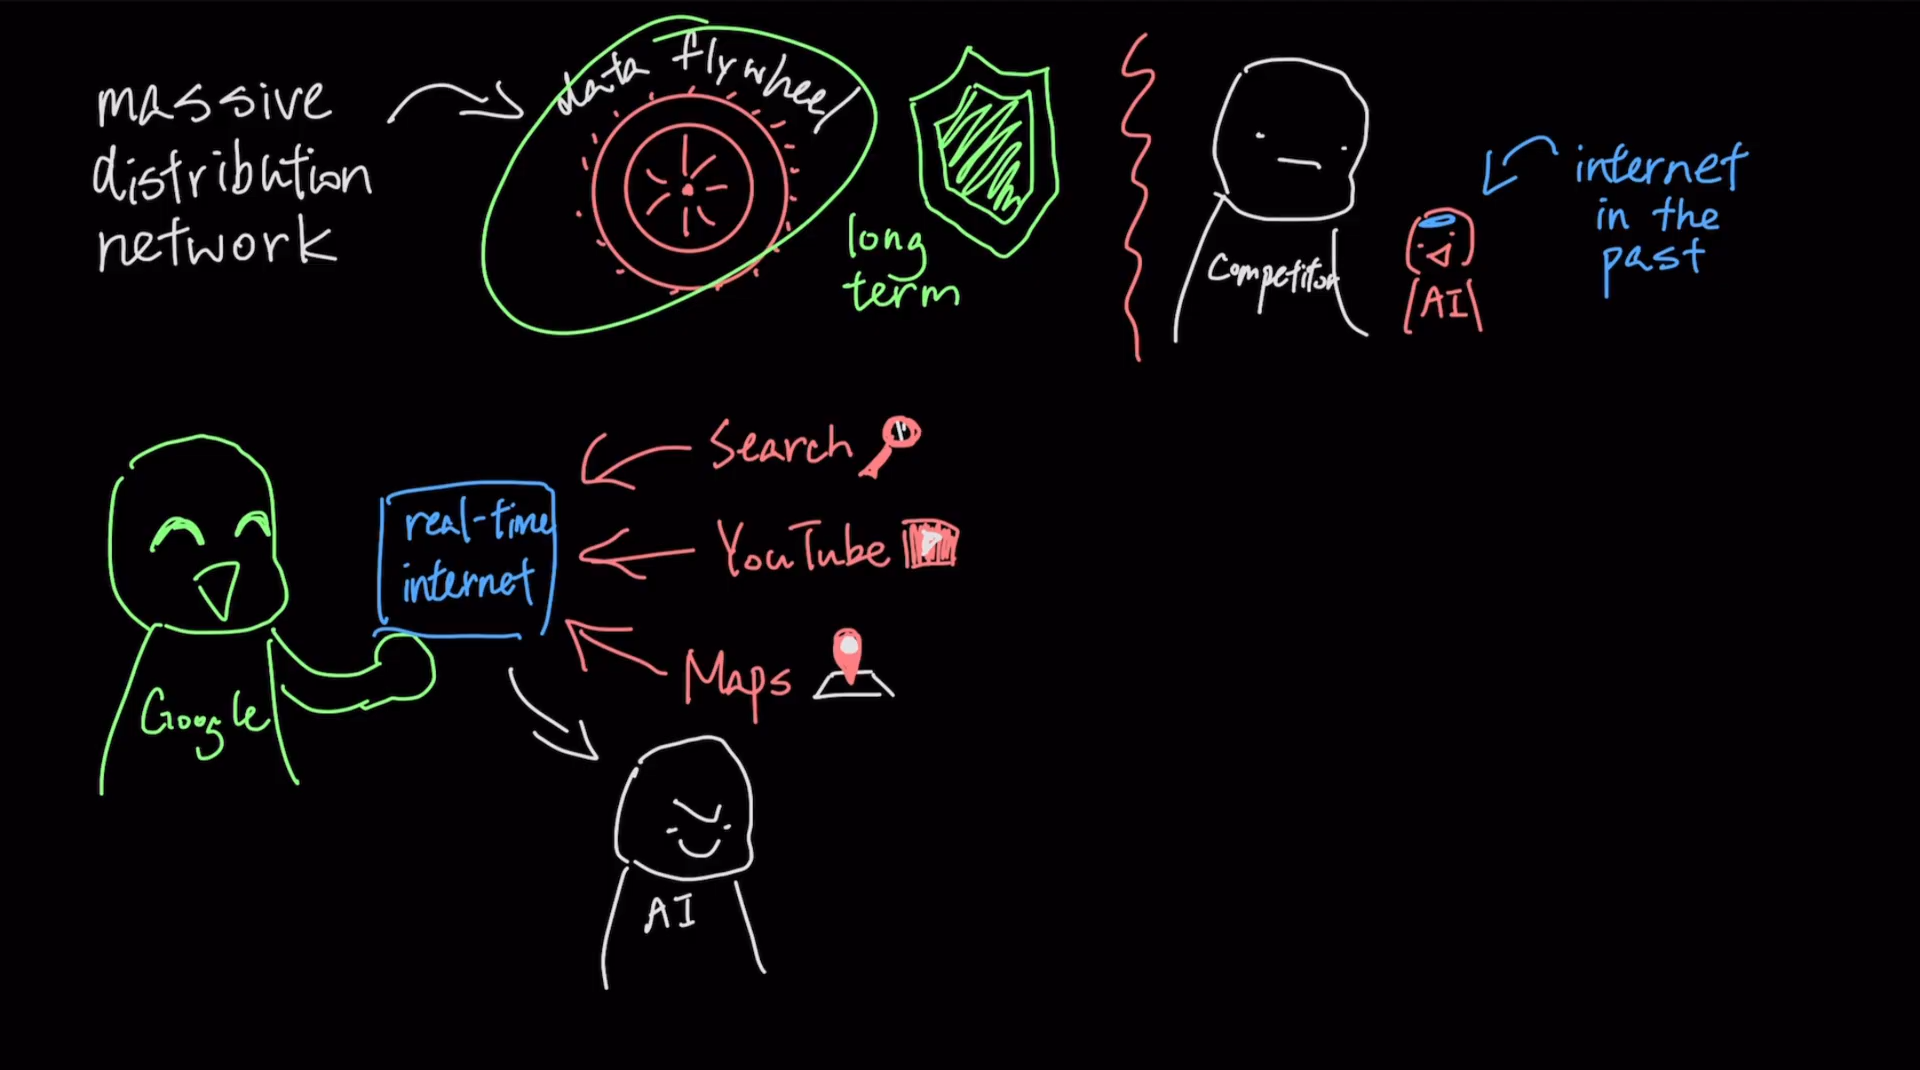 massive
distribution
network
data flywheel
long
term
Competitor
AI
internet
in the
past
Google
real-time
internet
Search
YouTube
Maps
AI